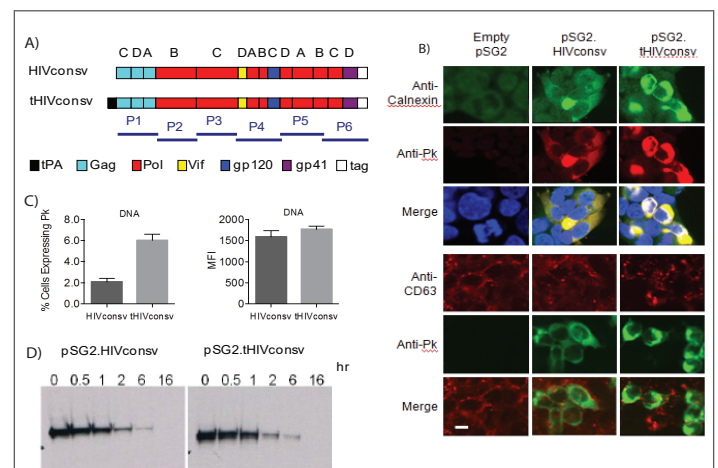 A)
C D A B C D A B C D A B C D
HIVconsv
tHIVconsv
P1 P2 P3 P4 P5 P6
tPA Gag Pol Vif gp120 gp41 tag
B)
Empty pSG2
pSG2. HIVconsv
pSG2. tHIVconsv
Anti-Calnexin
Anti-Pk
Merge
Anti-CD63
Anti-Pk
Merge
C)
DNA
% Cells Expressing Pk
8.0
6.0
4.0
2.0
0.0
HIVconsv tHIVconsv
DNA
MFI
2000
1500
1000
500
0
HIVconsv tHIVconsv
D)
pSG2.HIVconsv pSG2.tHIVconsv
hr
0 0.5 1 2 6 16 0 0.5 1 2 6 16